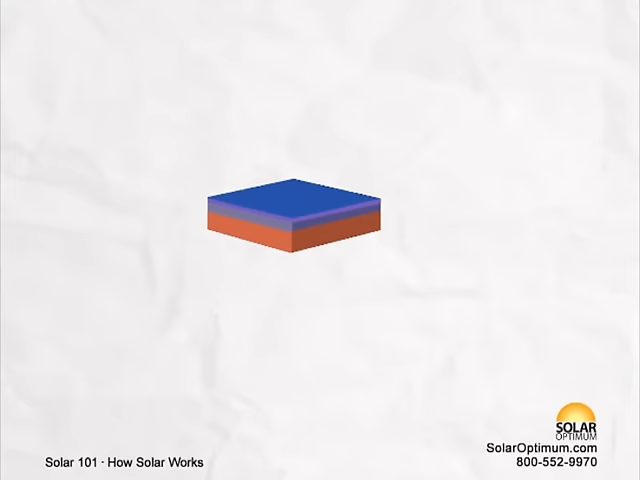 SOLAR
OPTIMUM
SolarOptimum.com
Solar 101 · How Solar Works
800-552-9970